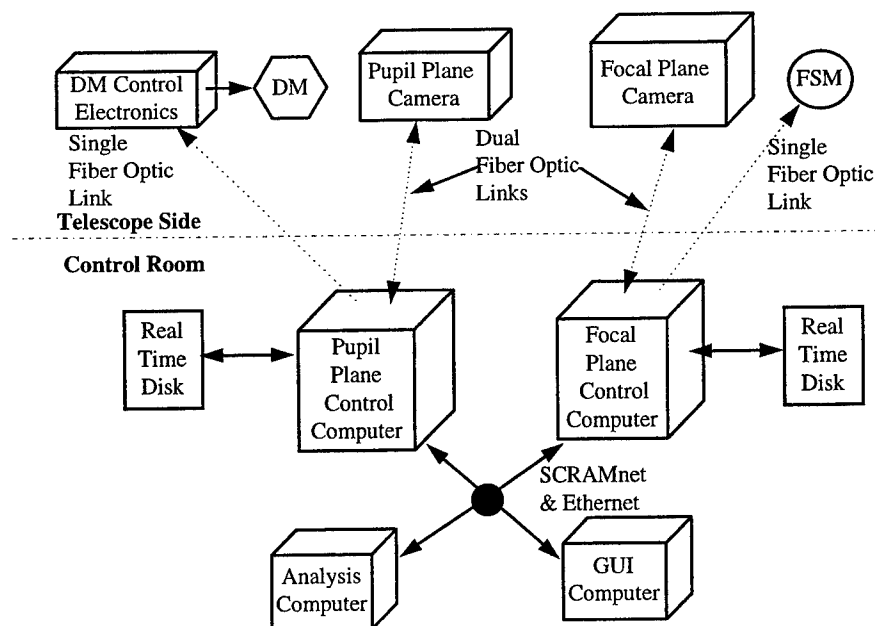 DM Control
Electronics
DM
Pupil Plane
Camera
Focal Plane
Camera
FSM
Single
Fiber Optic
Link
Dual
Fiber Optic
Links
Single
Fiber Optic
Link
Telescope Side
Control Room
Real
Time
Disk
Pupil
Plane
Control
Computer
Focal
Plane
Control
Computer
Real
Time
Disk
SCRAMnet
& Ethernet
Analysis
Computer
GUI
Computer